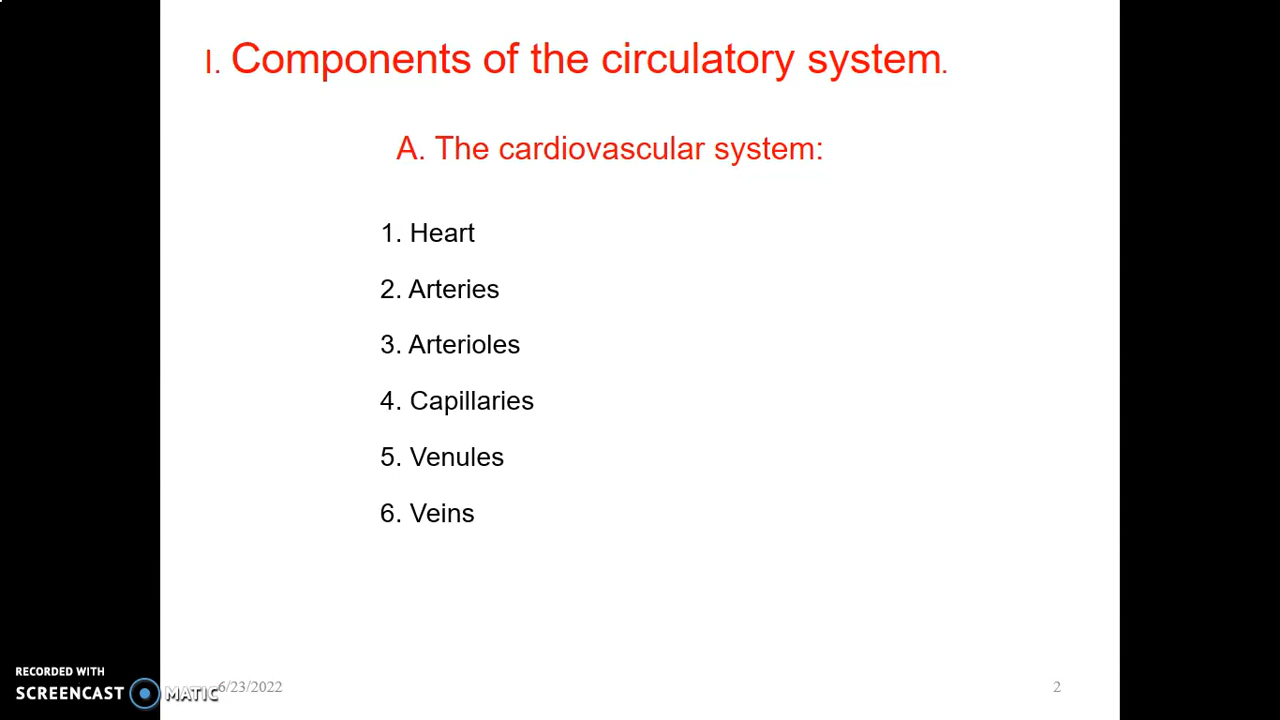 I. Components of the circulatory system.
A. The cardiovascular system:
1. Heart
2. Arteries
3. Arterioles
4. Capillaries
5. Venules
6. Veins
RECORDED WITH
SCREENCAST MATIC
6/23/2022
2